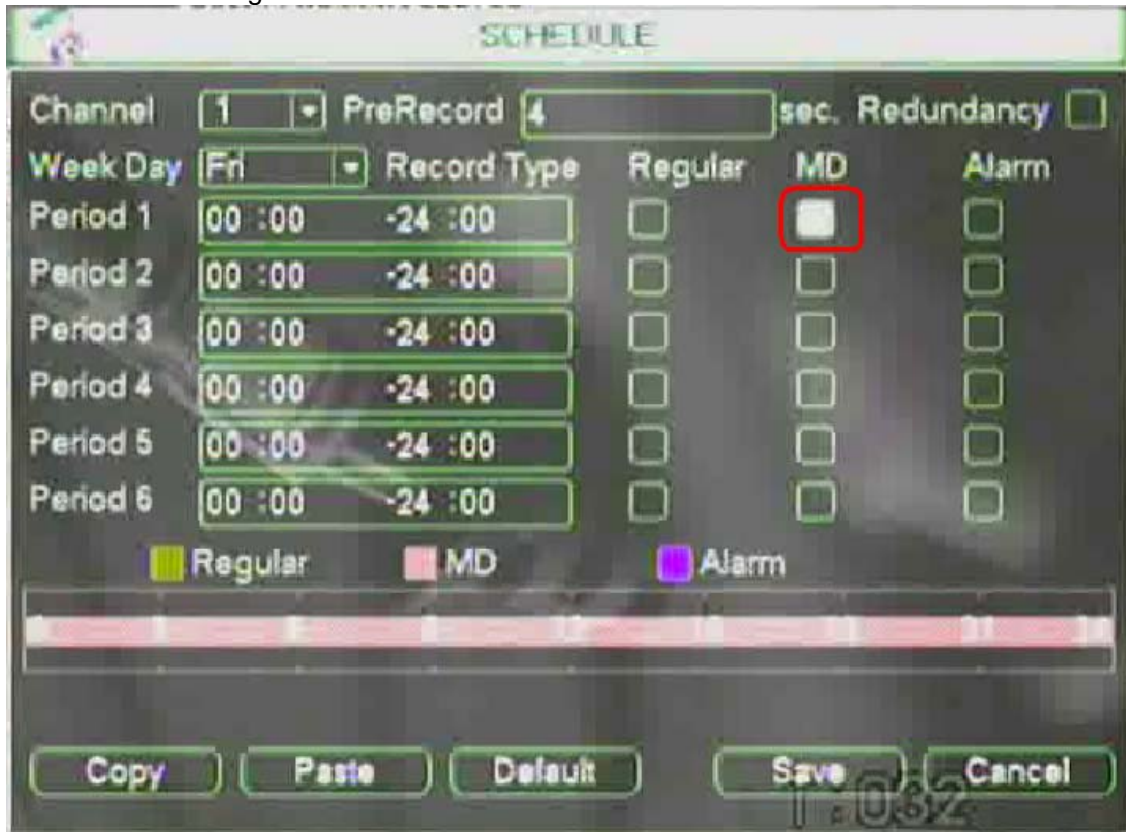 SCHEDULE
Channel 1 PreRecord 4 sec. Redundancy
Week Day Fri Record Type Regular MD Alarm
Period 1 00 :00 -24 :00
Period 2 00 :00 -24 :00
Period 3 00 :00 -24 :00
Period 4 00 :00 -24 :00
Period 5 00 :00 -24 :00
Period 6 00 :00 -24 :00
Regular MD Alarm
Copy Paste Default Save Cancel